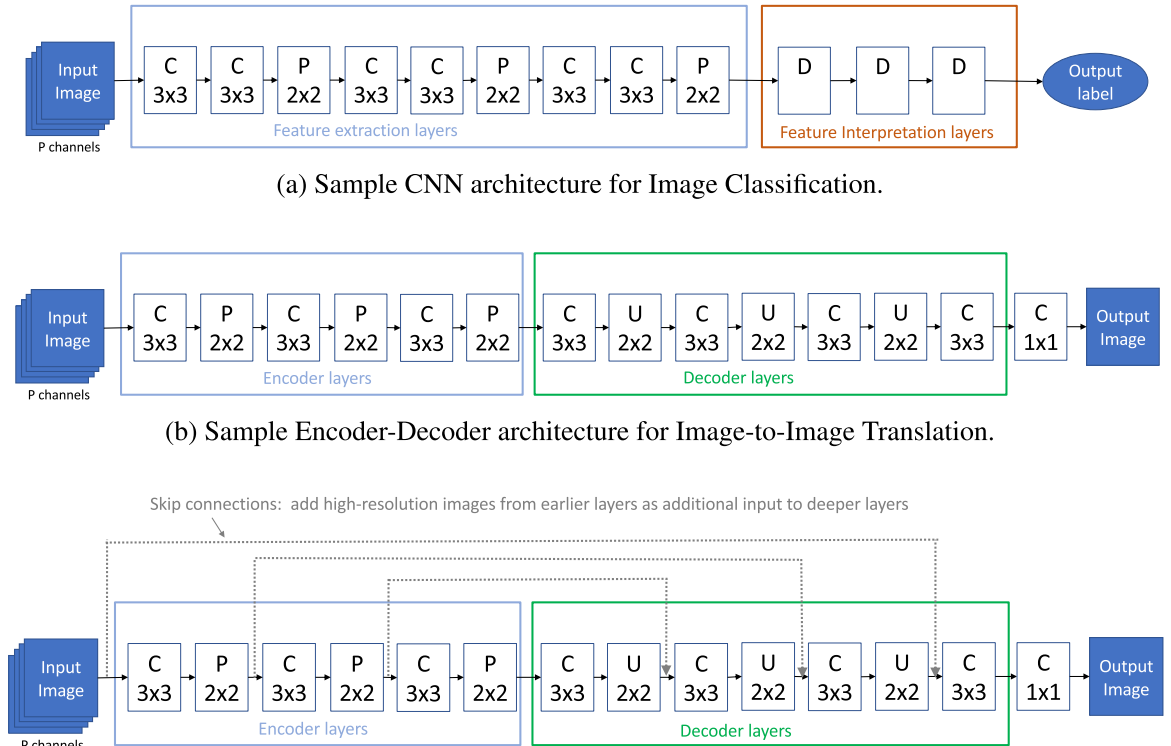 Input Image
P channels
C 3x3
C 3x3
P 2x2
C 3x3
C 3x3
P 2x2
C 3x3
C 3x3
P 2x2
Feature extraction layers
D
D
D
Feature Interpretation layers
Output label
(a) Sample CNN architecture for Image Classification.
Input Image
P channels
C 3x3
P 2x2
C 3x3
P 2x2
C 3x3
P 2x2
Encoder layers
C 3x3
U 2x2
C 3x3
U 2x2
C 3x3
U 2x2
C 3x3
Decoder layers
C 1x1
Output Image
(b) Sample Encoder-Decoder architecture for Image-to-Image Translation.
Skip connections: add high-resolution images from earlier layers as additional input to deeper layers
Input Image
P channels
C 3x3
P 2x2
C 3x3
P 2x2
C 3x3
P 2x2
Encoder layers
C 3x3
U 2x2
C 3x3
U 2x2
C 3x3
U 2x2
C 3x3
Decoder layers
C 1x1
Output Image